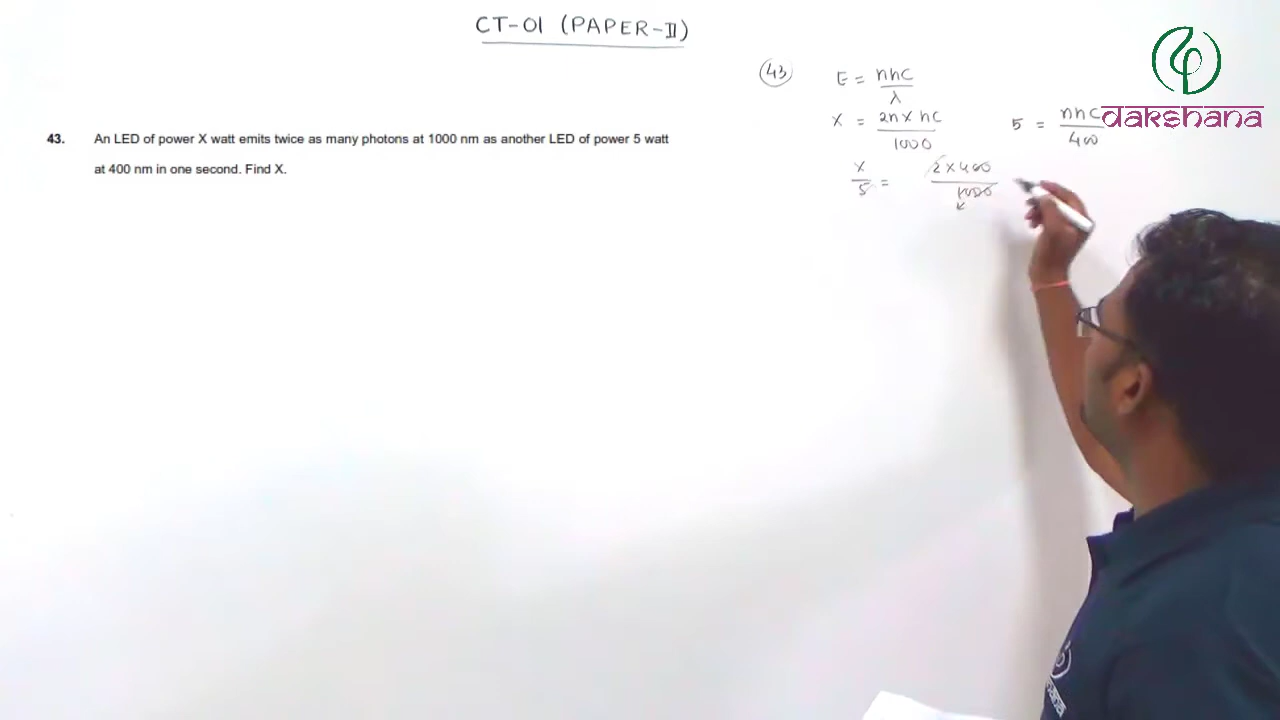 CT-01 (PAPER-II)
43. An LED of power X watt emits twice as many photons at 1000 nm as another LED of power 5 watt
at 400 nm in one second. Find X.
43 E = nhc/λ
X = 2n x hc/1000 5 = nhc/400
X/5 = 2 x 400/1000
dakshana